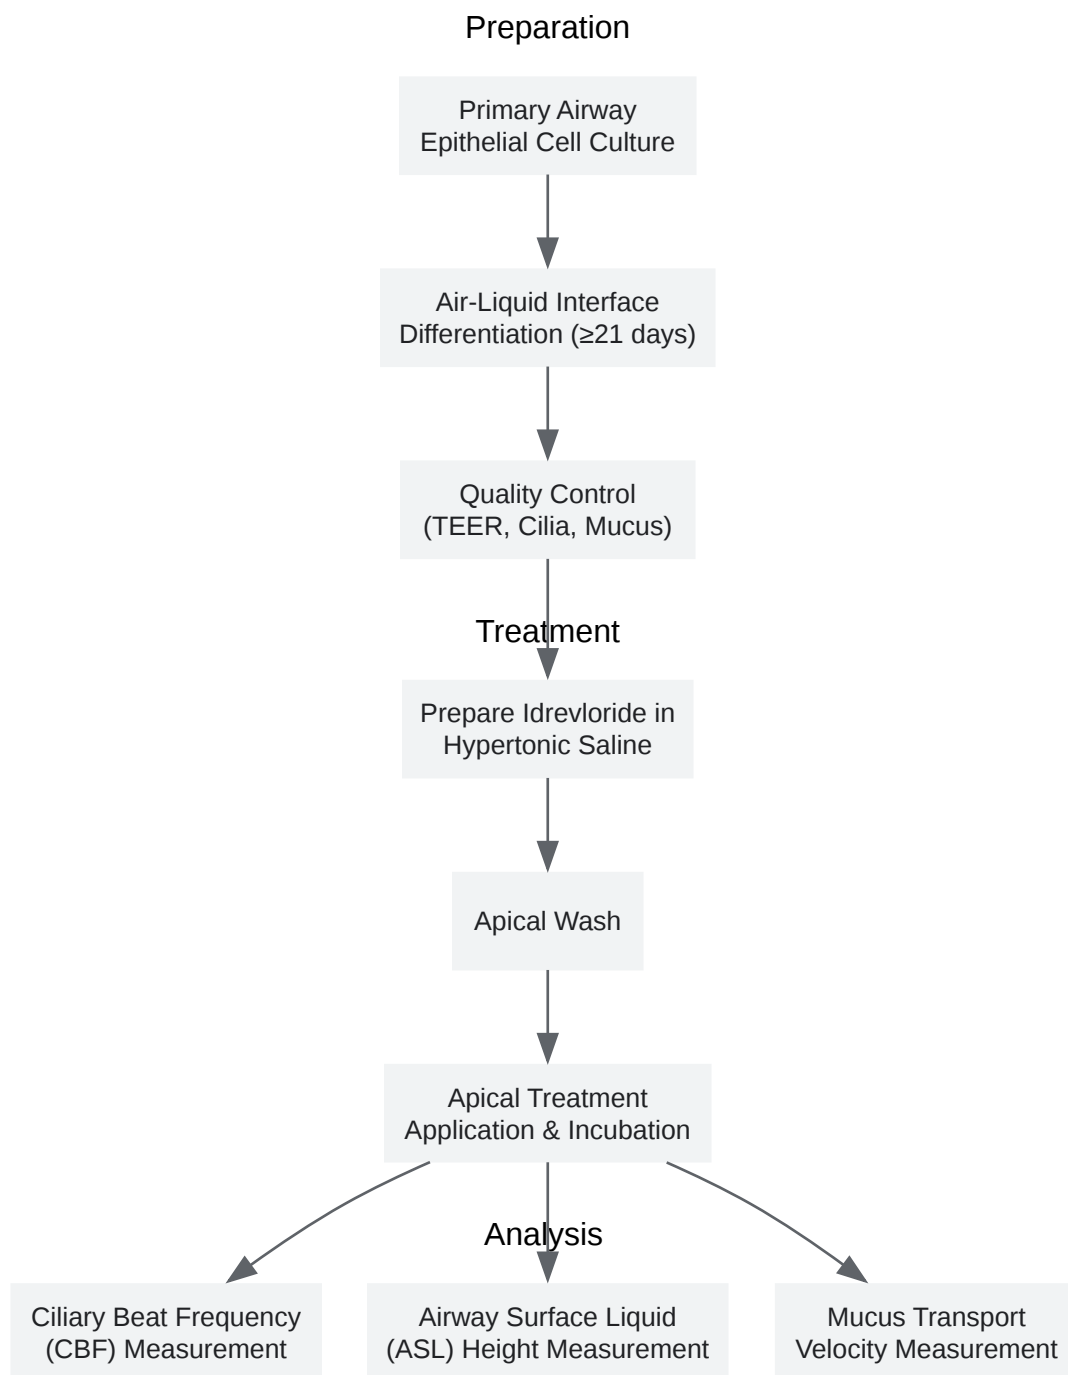 Preparation
Primary Airway
Epithelial Cell Culture
Air-Liquid Interface
Differentiation (≥21 days)
Quality Control
(TEER, Cilia, Mucus)
Treatment
Prepare Idrevloride in
Hypertonic Saline
Apical Wash
Apical Treatment
Application & Incubation
Analysis
Ciliary Beat Frequency
(CBF) Measurement
Airway Surface Liquid
(ASL) Height Measurement
Mucus Transport
Velocity Measurement